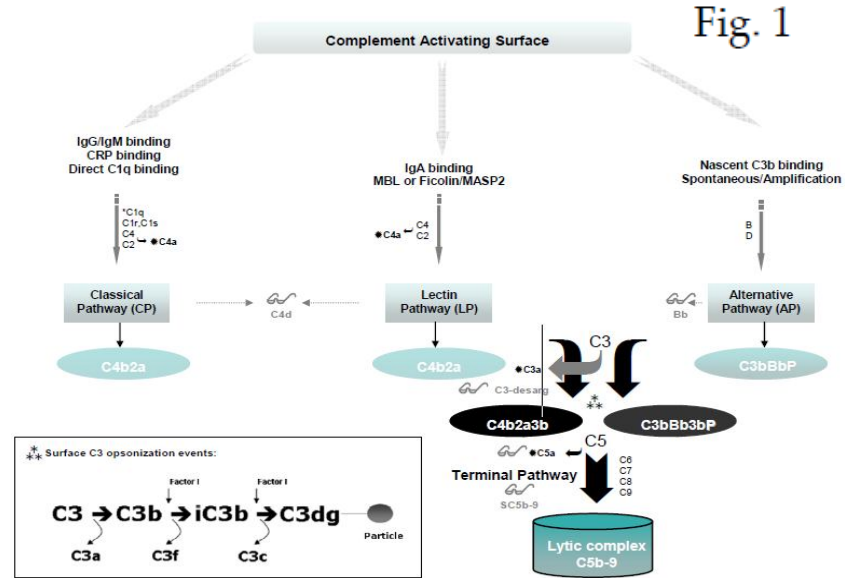 Fig. 1
Complement Activating Surface
IgG/IgM binding
CRP binding
Direct C1q binding
IgA binding
MBL or Ficolin/MASP2
Nascent C3b binding
Spontaneous/Amplification
*C1q
C1r,C1s
C4
C2
*C4a
*C4a
C4
C2
B
D
Classical
Pathway (CP)
C4d
Lectin
Pathway (LP)
Bb
Alternative
Pathway (AP)
C4b2a
C4b2a
*C3a
C3
C3bBbP
C3-desarg
C4b2a3b
C3bBb3bP
C5
*C5a
Terminal Pathway
C6
C7
C8
C9
SC5b-9
Lytic complex
C5b-9
⁂ Surface C3 opsonization events:
Factor I
Factor I
C3 → C3b → iC3b → C3dg
Particle
C3a
C3f
C3c